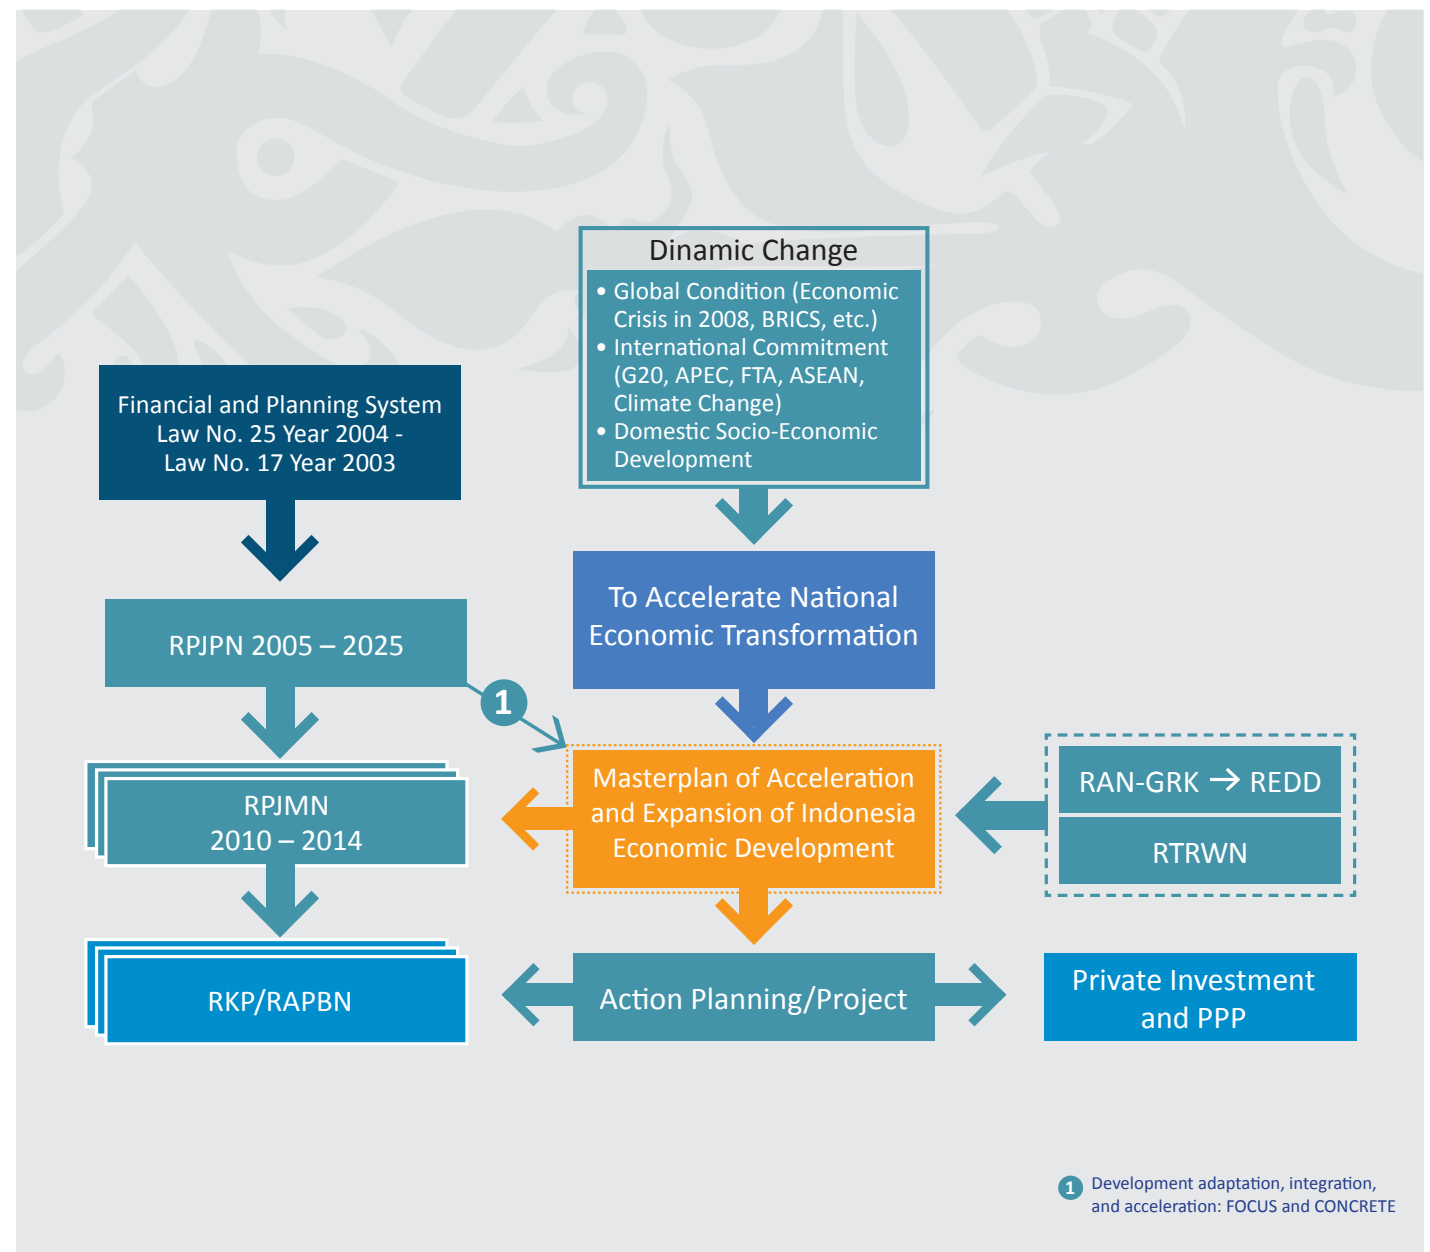 Dinamic Change
• Global Condition (Economic
Crisis in 2008, BRICS, etc.)
• International Commitment
(G20, APEC, FTA, ASEAN,
Climate Change)
• Domestic Socio-Economic
Development
Financial and Planning System
Law No. 25 Year 2004 -
Law No. 17 Year 2003
To Accelerate National
Economic Transformation
RPJPN 2005 – 2025
1
Masterplan of Acceleration
and Expansion of Indonesia
Economic Development
RAN-GRK → REDD
RTRWN
RPJMN
2010 – 2014
RKP/RAPBN
Action Planning/Project
Private Investment
and PPP
1 Development adaptation, integration,
and acceleration: FOCUS and CONCRETE